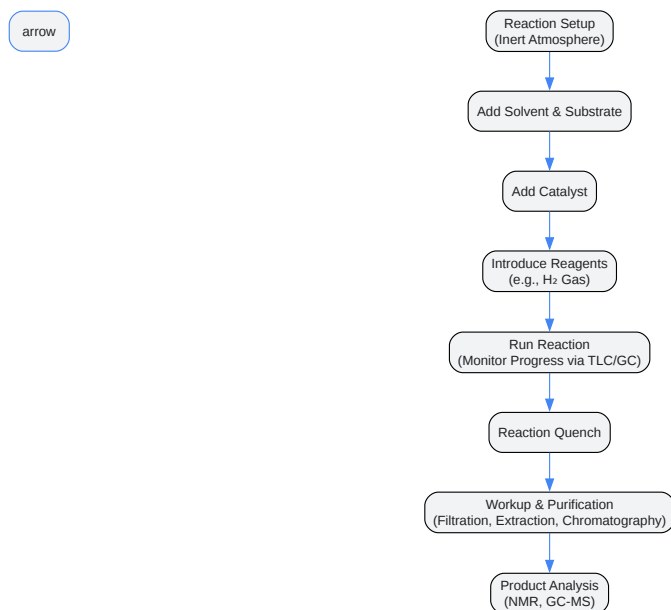 arrow
Reaction Setup
(Inert Atmosphere)
Add Solvent & Substrate
Add Catalyst
Introduce Reagents
(e.g., H₂ Gas)
Run Reaction
(Monitor Progress via TLC/GC)
Reaction Quench
Workup & Purification
(Filtration, Extraction, Chromatography)
Product Analysis
(NMR, GC-MS)